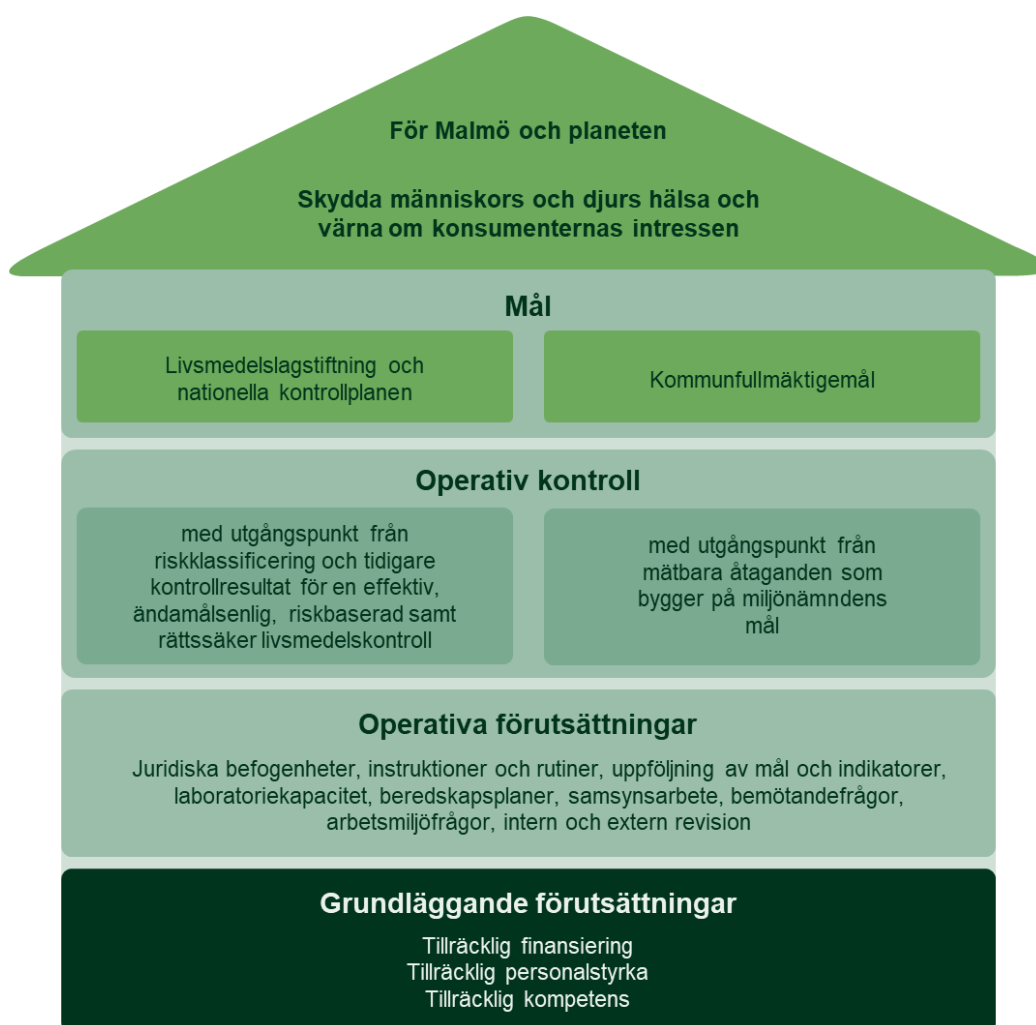 För Malmö och planeten
Skydda människors och djurs hälsa och
värna om konsumenternas intressen
Mål
Livsmedelslagstiftning och
nationella kontrollplanen
Kommunfullmäktigemål
Operativ kontroll
med utgångspunkt från
riskklassificering och tidigare
kontrollresultat för en effektiv,
ändamålsenlig, riskbaserad samt
rättssäker livsmedelskontroll
med utgångspunkt från
mätbara åtaganden som
bygger på miljönämndens
mål
Operativa förutsättningar
Juridiska befogenheter, instruktioner och rutiner, uppföljning av mål och indikatorer,
laboratoriekapacitet, beredskapsplaner, samsynsarbete, bemötandefrågor,
arbetsmiljöfrågor, intern och extern revision
Grundläggande förutsättningar
Tillräcklig finansiering
Tillräcklig personalstyrka
Tillräcklig kompetens